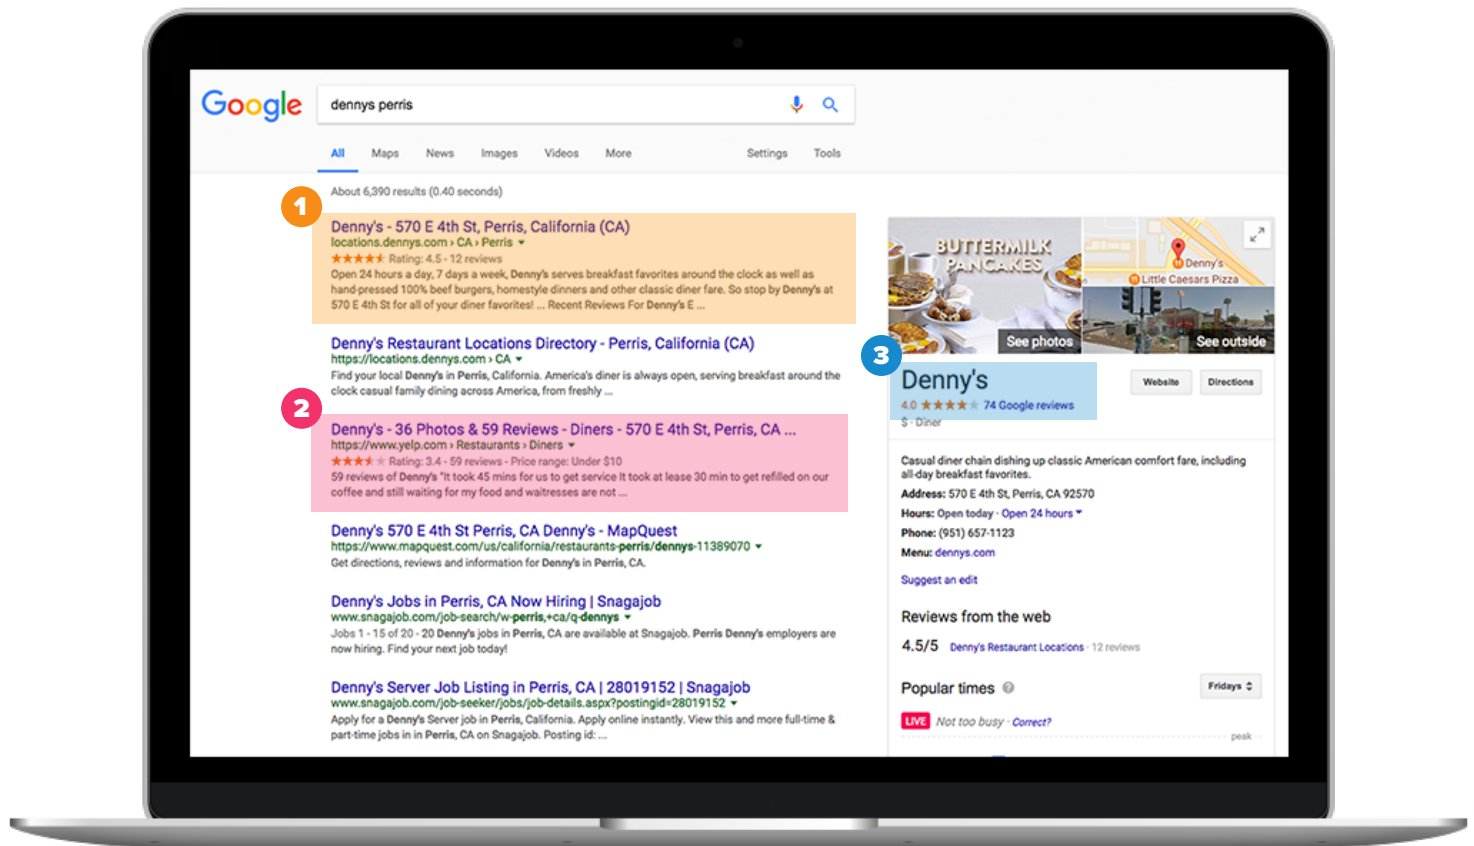 Google
dennys perris
All Maps News Images Videos More Settings Tools
About 6,390 results (0.40 seconds)
1
Denny's - 570 E 4th St, Perris, California (CA)
locations.dennys.com › CA › Perris
Rating: 4.5 - 12 reviews
Open 24 hours a day, 7 days a week, Denny's serves breakfast favorites around the clock as well as
hand-pressed 100% beef burgers, homestyle dinners and other classic diner fare. So stop by Denny's at
570 E 4th St for all of your diner favorites! ... Recent Reviews For Denny's E ...
Denny's Restaurant Locations Directory - Perris, California (CA)
https://locations.dennys.com › CA
Find your local Denny's in Perris, California. America's diner is always open, serving breakfast around the
clock casual family dining across America, from freshly ...
2
Denny's - 36 Photos & 59 Reviews - Diners - 570 E 4th St, Perris, CA ...
https://www.yelp.com › Restaurants › Diners
Rating: 3.4 - 59 reviews - Price range: Under $10
59 reviews of Denny's "It took 45 mins for us to get service It took at lease 30 min to get refilled on our
coffee and still waiting for my food and waitresses are not ...
Denny's 570 E 4th St Perris, CA Denny's - MapQuest
https://www.mapquest.com/us/california/restaurants-perris/dennys-11389070
Get directions, reviews and information for Denny's in Perris, CA.
Denny's Jobs in Perris, CA Now Hiring | Snagajob
www.snagajob.com/job-search/w-perris,+ca/q-dennys
Jobs 1 - 15 of 20 - 20 Denny's jobs in Perris, CA are available at Snagajob. Perris Denny's employers are
now hiring. Find your next job today!
Denny's Server Job Listing in Perris, CA | 28019152 | Snagajob
www.snagajob.com/job-seeker/jobs/job-details.aspx?postingid=28019152
Apply for a Denny's Server job in Perris, California. Apply online instantly. View this and more full-time &
part-time jobs in in Perris, CA on Snagajob. Posting id: ...
BUTTERMILK
PANCAKES
Denny's
Little Caesars Pizza
See photos
See outside
3
Denny's
Website Directions
4.0 74 Google reviews
$ · Diner
Casual diner chain dishing up classic American comfort fare, including
all-day breakfast favorites.
Address: 570 E 4th St, Perris, CA 92570
Hours: Open today · Open 24 hours
Phone: (951) 657-1123
Menu: dennys.com
Suggest an edit
Reviews from the web
4.5/5 Denny's Restaurant Locations · 12 reviews
Popular times ? Fridays
LIVE Not too busy · Correct?
peak